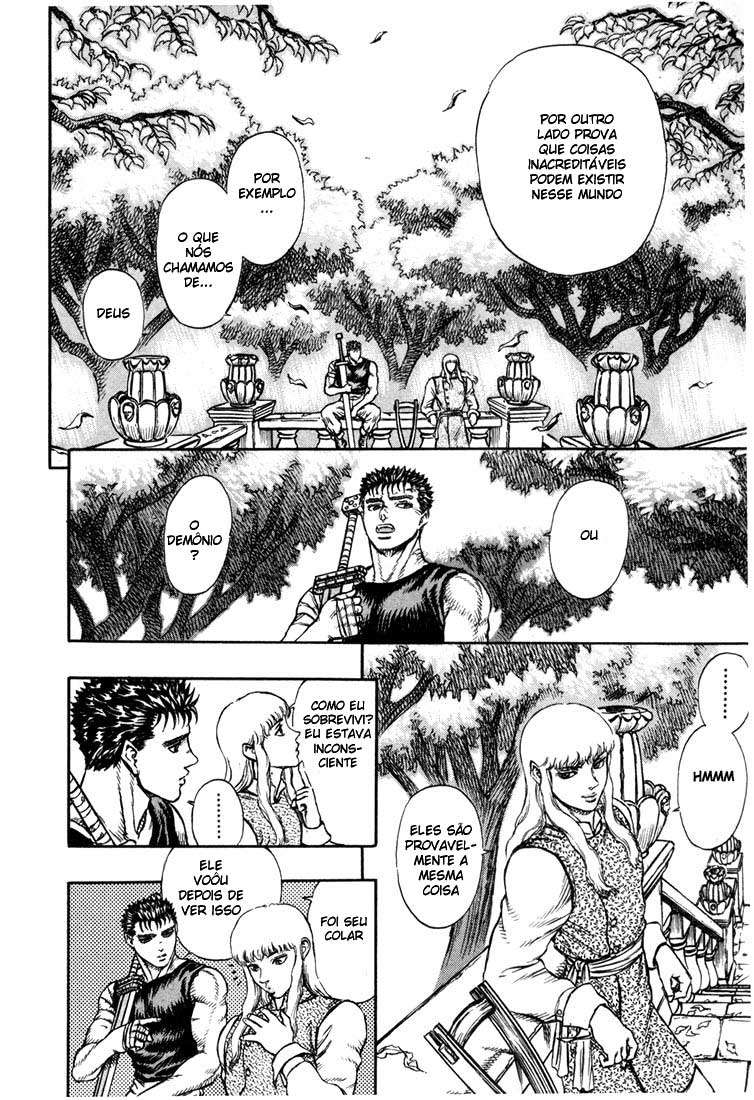 POR OUTRO
LADO PROVA
QUE COISAS
INACREDITÁVEIS
PODEM EXISTIR
NESSE MUNDO
POR
EXEMPLO
...
O QUE
NÓS
CHAMAMOS
DE...
DEUS
OU
O
DEMÔNIO
?
......
HMMM
ELES SÃO
PROVAVEL-
MENTE A
MESMA
COISA
COMO EU
SOBREVIVI?
EU ESTAVA
INCONS-
CIENTE
......
FOI SEU
COLAR
ELE
VOÔU
DEPOIS DE
VER ISSO
...